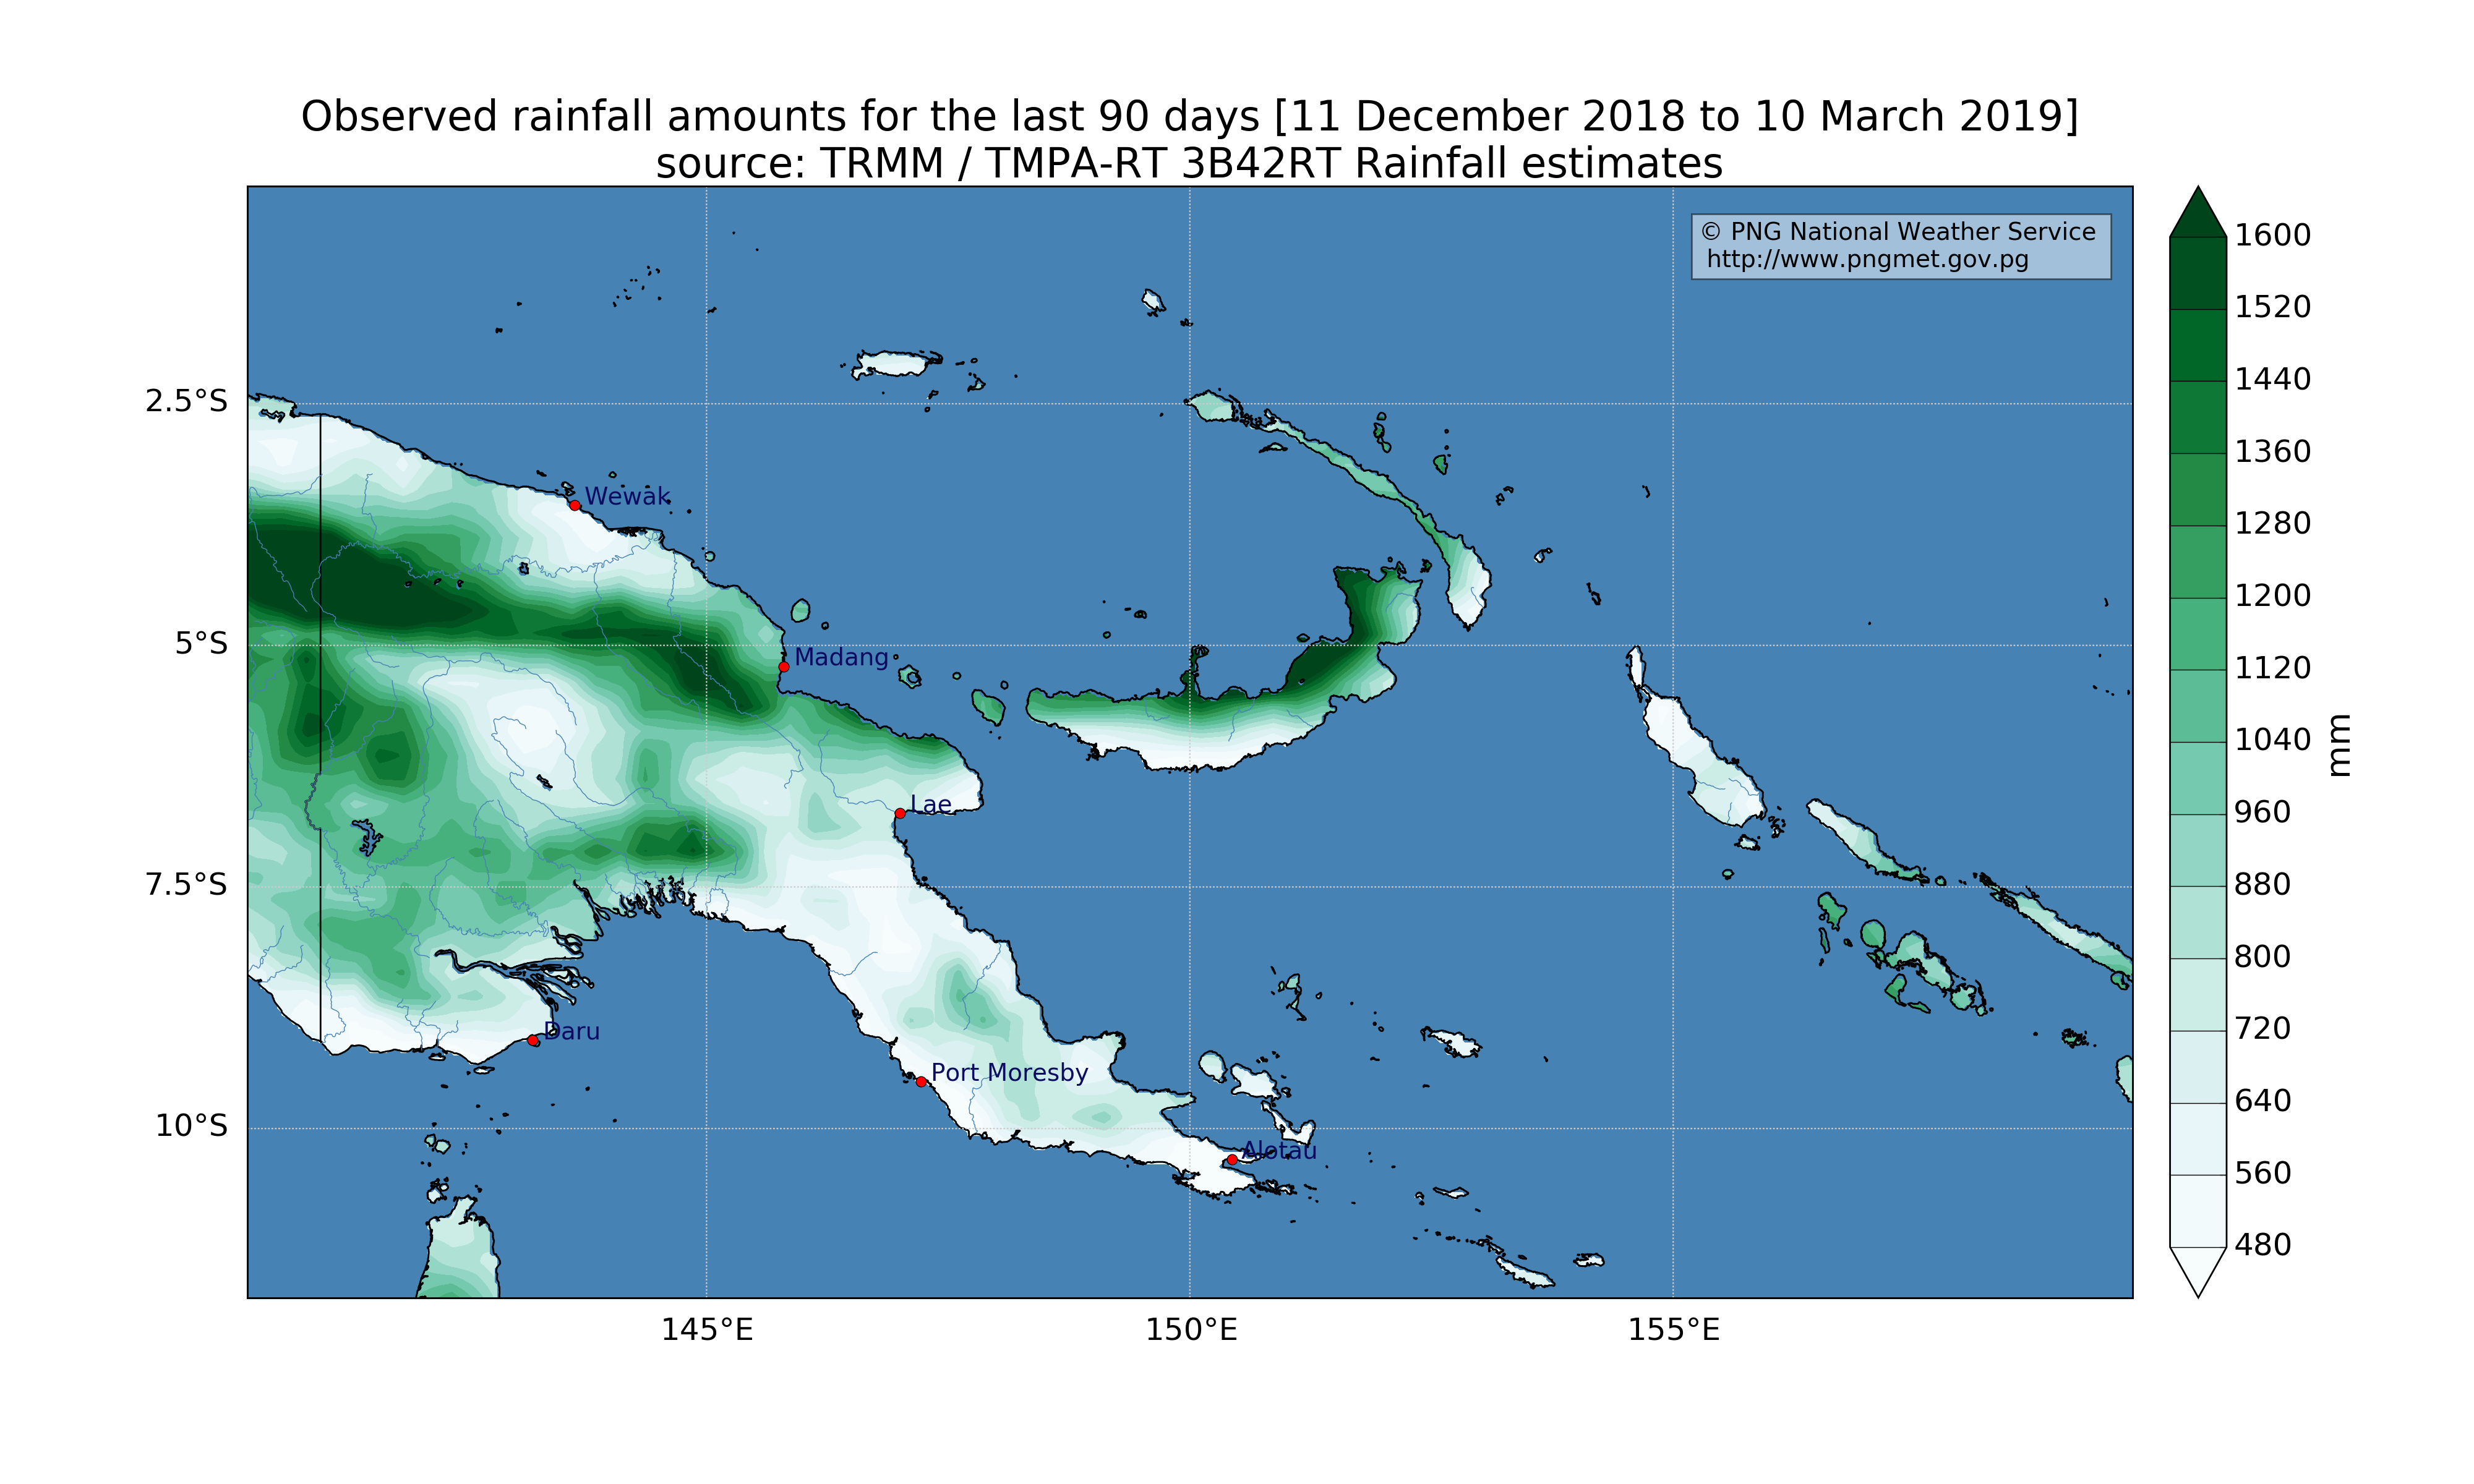 Observed rainfall amounts for the last 90 days [11 December 2018 to 10 March 2019]
source: TRMM / TMPA-RT 3B42RT Rainfall estimates
© PNG National Weather Service
http://www.pngmet.gov.pg
1600
1520
1440
1360
1280
1200
1120
1040
960
880
800
720
640
560
480
mm
2.5°S
5°S
7.5°S
10°S
Wewak
Madang
Lae
Daru
Port Moresby
Alotau
145°E
150°E
155°E